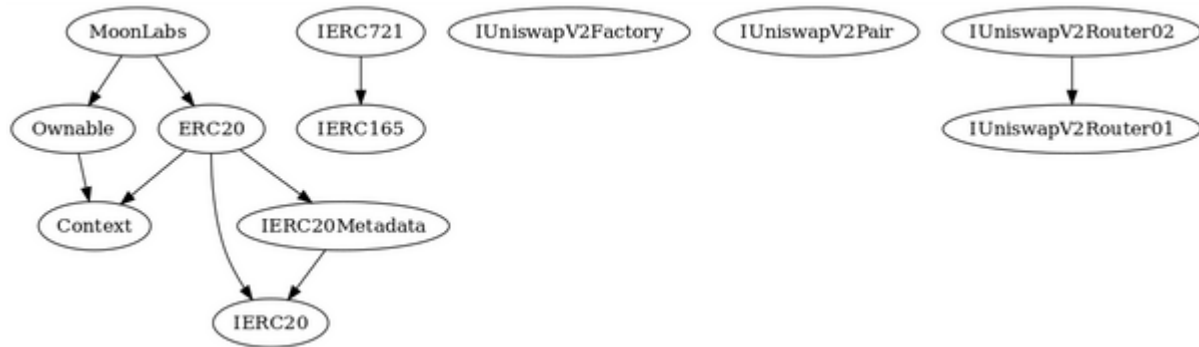 MoonLabs
IERC721
IUniswapV2Factory
IUniswapV2Pair
IUniswapV2Router02
Ownable
ERC20
IERC165
IUniswapV2Router01
Context
IERC20Metadata
IERC20